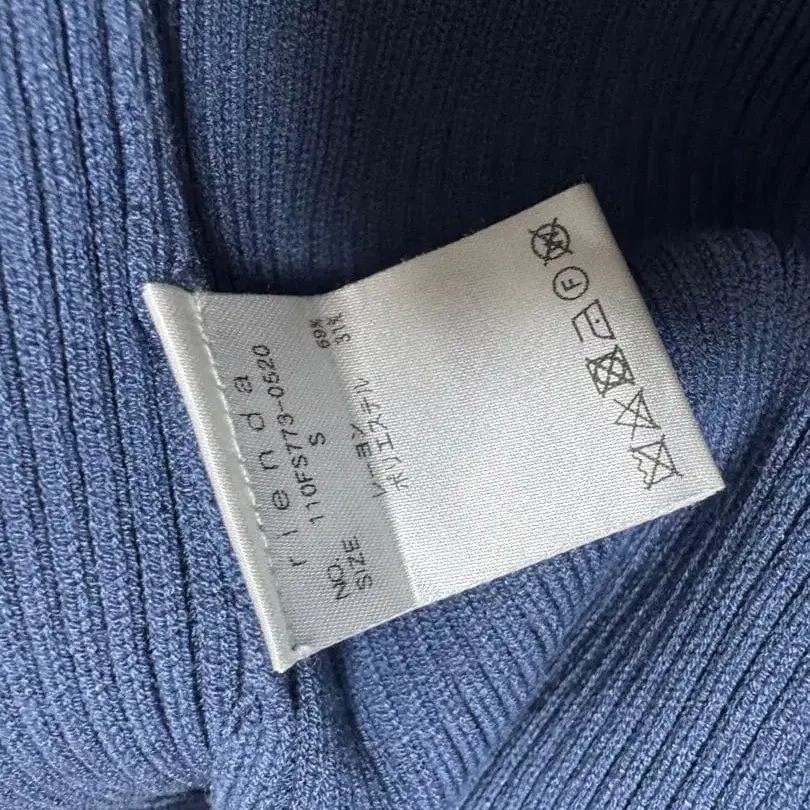 rienda
NO. 110FS773-0520
SIZE S
レーヨン 69%
ポリエステル 31%
F
W